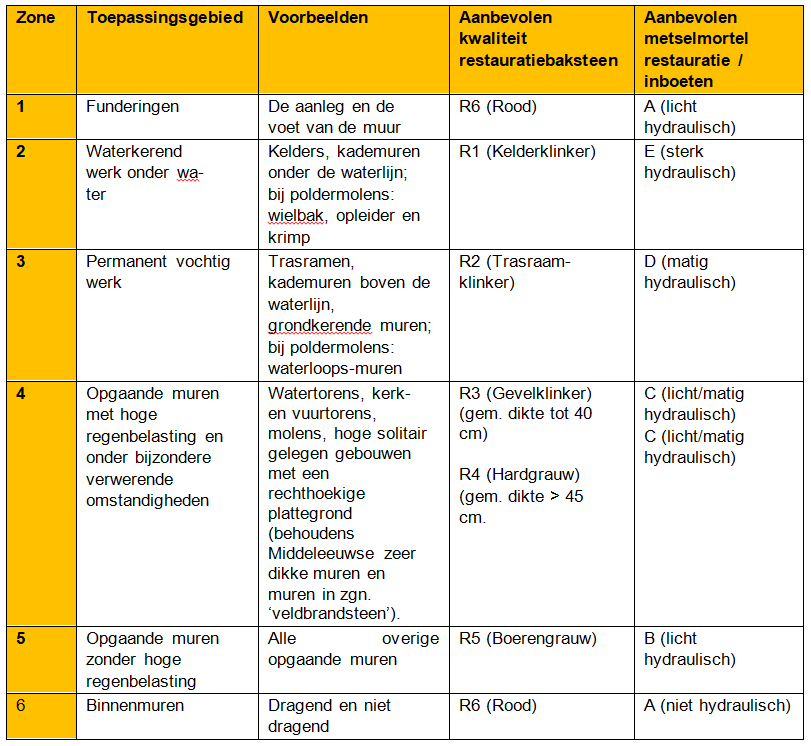 Zone Toepassingsgebied Voorbeelden Aanbevolen kwaliteit restauratiebaksteen Aanbevolen metselmortel restauratie / inboeten
1
Funderingen
De aanleg en de
voet van de muur
R6 (Rood)
A (licht
hydraulisch)
2
Waterkerend
werk onder wa-
ter
Kelders, kademuren
onder de waterlijn;
bij poldermolens:
wielbak, opleider en
krimp
R1 (Kelderklinker)
E (sterk
hydraulisch)
3
Permanent vochtig
werk
Trasramen,
kademuren boven de
waterlijn,
grondkerende muren;
bij poldermolens:
waterloops-muren
R2 (Trasraam-
klinker)
D (matig
hydraulisch)
4
Opgaande muren
met hoge
regenbelasting en
onder bijzondere
verwerende
omstandigheden
Watertorens, kerk-
en vuurtorens,
molens, hoge solitair
gelegen gebouwen
met een
rechthoekige
plattegrond
(behoudens
Middeleeuwse zeer
dikke muren en
muren in zgn.
‘veldbrandsteen’).
R3 (Gevelklinker)
(gem. dikte tot 40
cm)
R4 (Hardgrauw)
(gem. dikte > 45
cm.
C (licht/matig
hydraulisch)
C (licht/matig
hydraulisch)
5
Opgaande muren
zonder hoge
regenbelasting
Alle overige
opgaande muren
R5 (Boerengrauw)
B (licht
hydraulisch)
6
Binnenmuren
Dragend en niet
dragend
R6 (Rood)
A (niet hydraulisch)